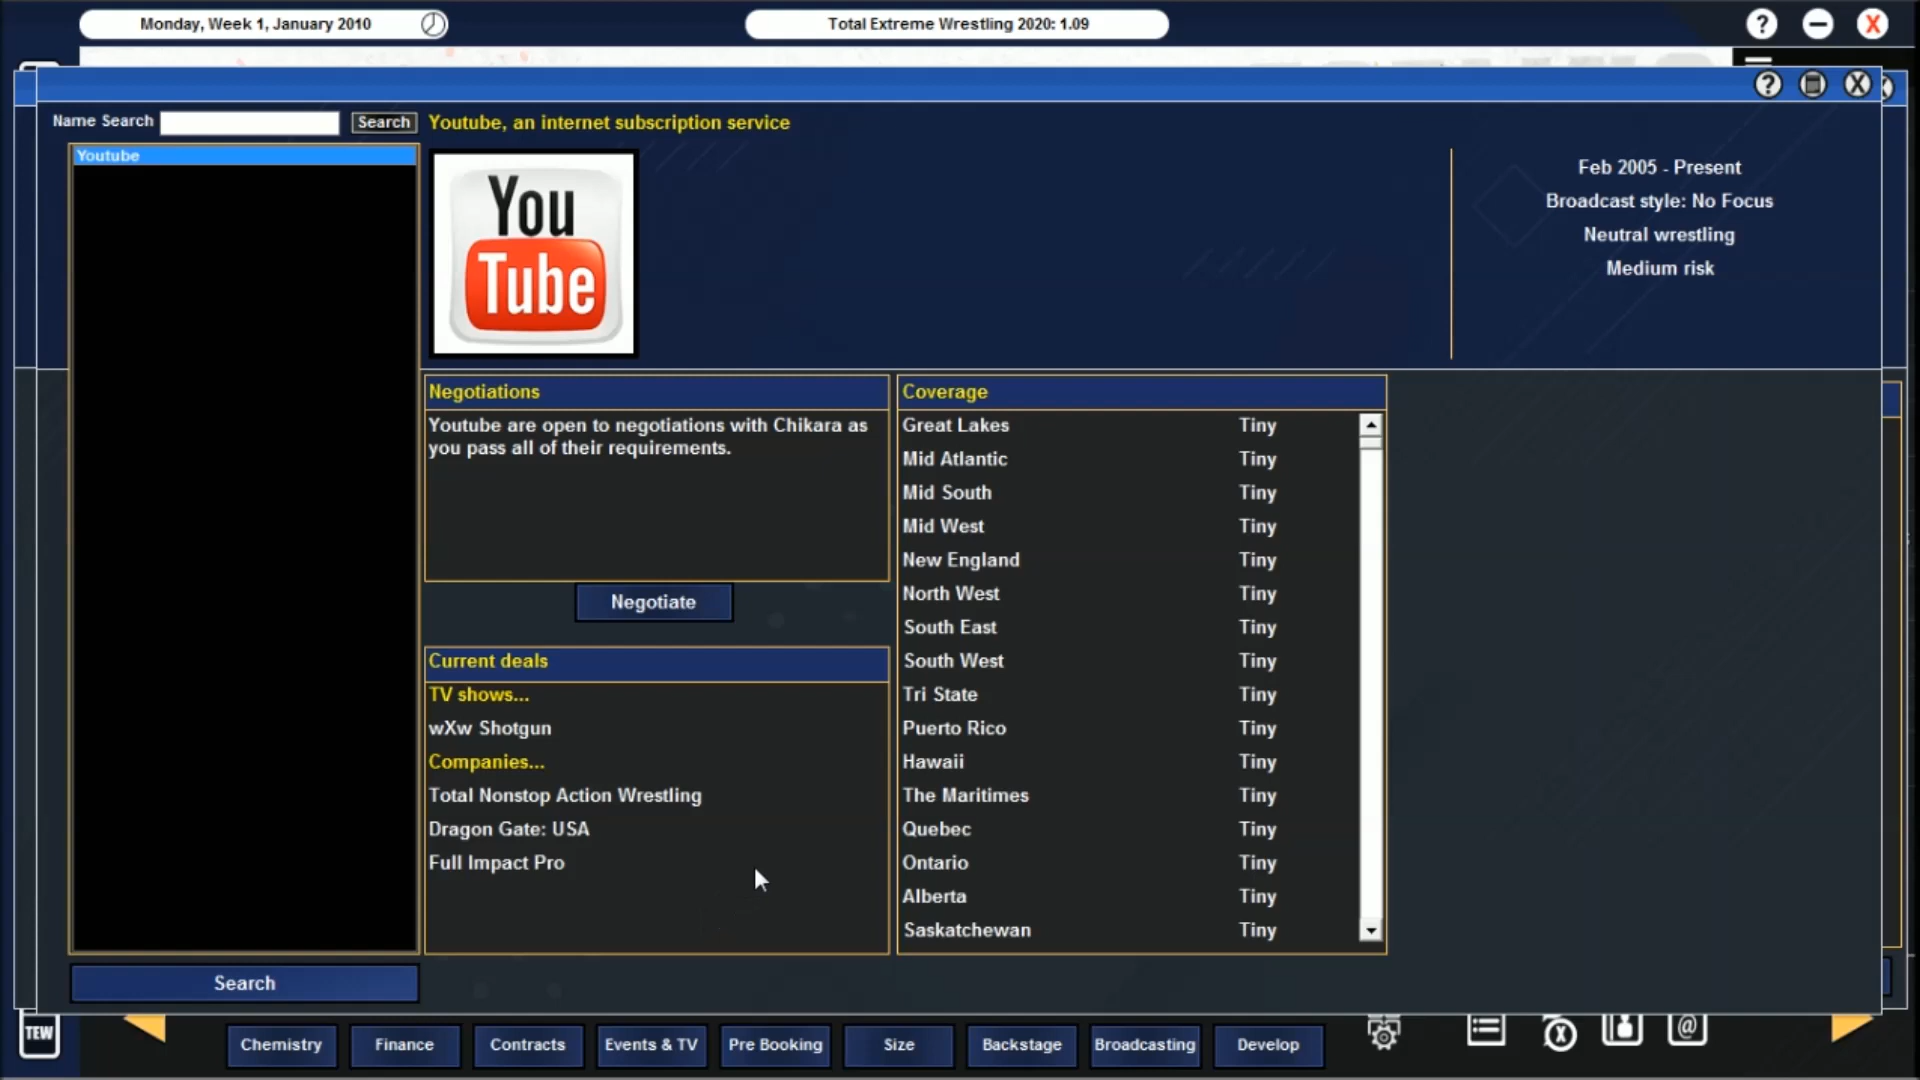 Monday, Week 1, January 2010
Total Extreme Wrestling 2020: 1.09
?
X
?
X
Name Search
Search
Youtube, an internet subscription service
Youtube
You
Tube
Feb 2005 - Present
Broadcast style: No Focus
Neutral wrestling
Medium risk
Negotiations
Youtube are open to negotiations with Chikara as
you pass all of their requirements.
Negotiate
Current deals
TV shows...
wXw Shotgun
Companies...
Total Nonstop Action Wrestling
Dragon Gate: USA
Full Impact Pro
Coverage
Great Lakes Tiny
Mid Atlantic Tiny
Mid South Tiny
Mid West Tiny
New England Tiny
North West Tiny
South East Tiny
South West Tiny
Tri State Tiny
Puerto Rico Tiny
Hawaii Tiny
The Maritimes Tiny
Quebec Tiny
Ontario Tiny
Alberta Tiny
Saskatchewan Tiny
Search
TEW
Chemistry
Finance
Contracts
Events & TV
Pre Booking
Size
Backstage
Broadcasting
Develop
X
@